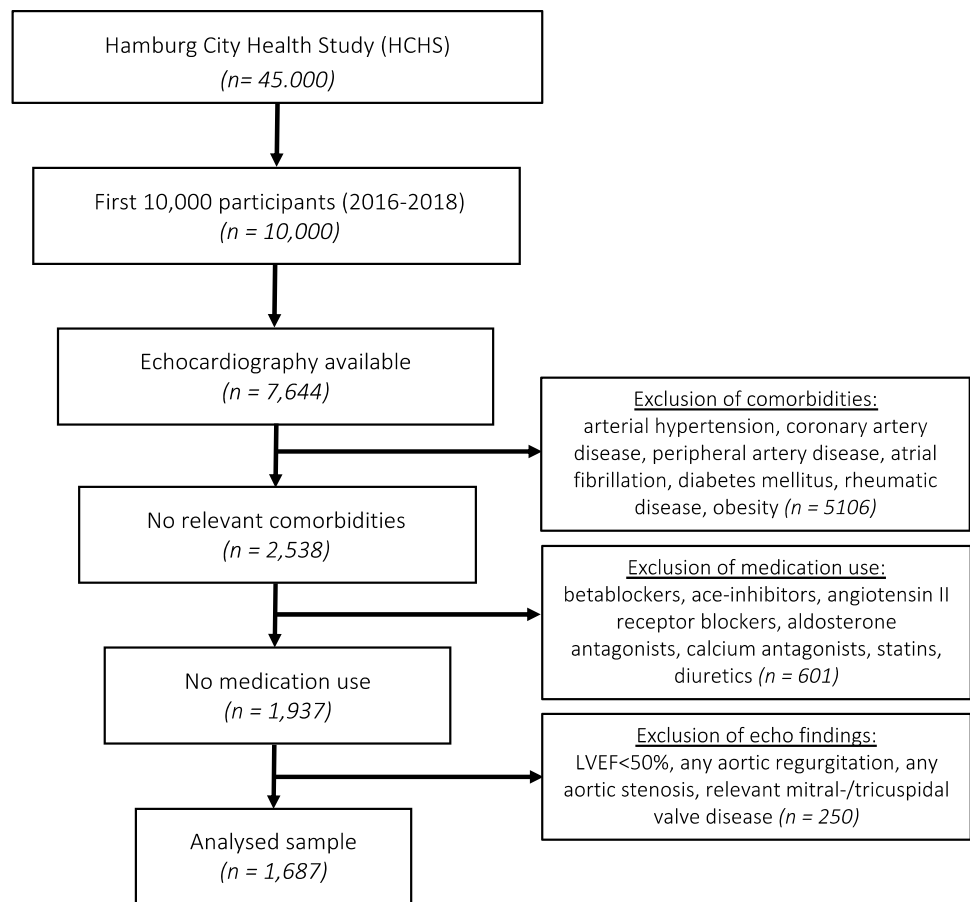 Hamburg City Health Study (HCHS)
(n= 45.000)
First 10,000 participants (2016-2018)
(n = 10,000)
Echocardiography available
(n = 7,644)
Exclusion of comorbidities:
arterial hypertension, coronary artery
disease, peripheral artery disease, atrial
fibrillation, diabetes mellitus, rheumatic
disease, obesity (n = 5106)
No relevant comorbidities
(n = 2,538)
Exclusion of medication use:
betablockers, ace-inhibitors, angiotensin II
receptor blockers, aldosterone
antagonists, calcium antagonists, statins,
diuretics (n = 601)
No medication use
(n = 1,937)
Exclusion of echo findings:
LVEF<50%, any aortic regurgitation, any
aortic stenosis, relevant mitral-/tricuspidal
valve disease (n = 250)
Analysed sample
(n = 1,687)